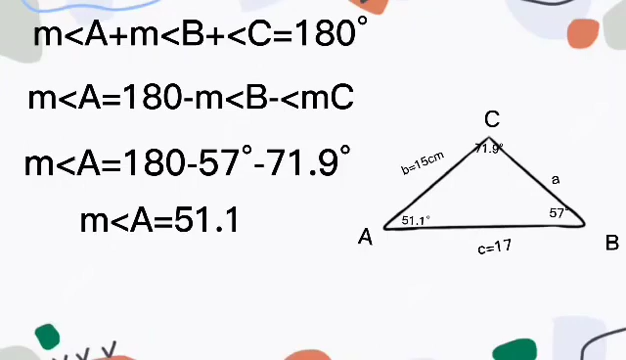 m<A+m<B+<C=180°
m<A=180-m<B-<mC
m<A=180-57°-71.9°
m<A=51.1
C
71.9°
b=15cm
a
51.1°
57°
A
B
c=17